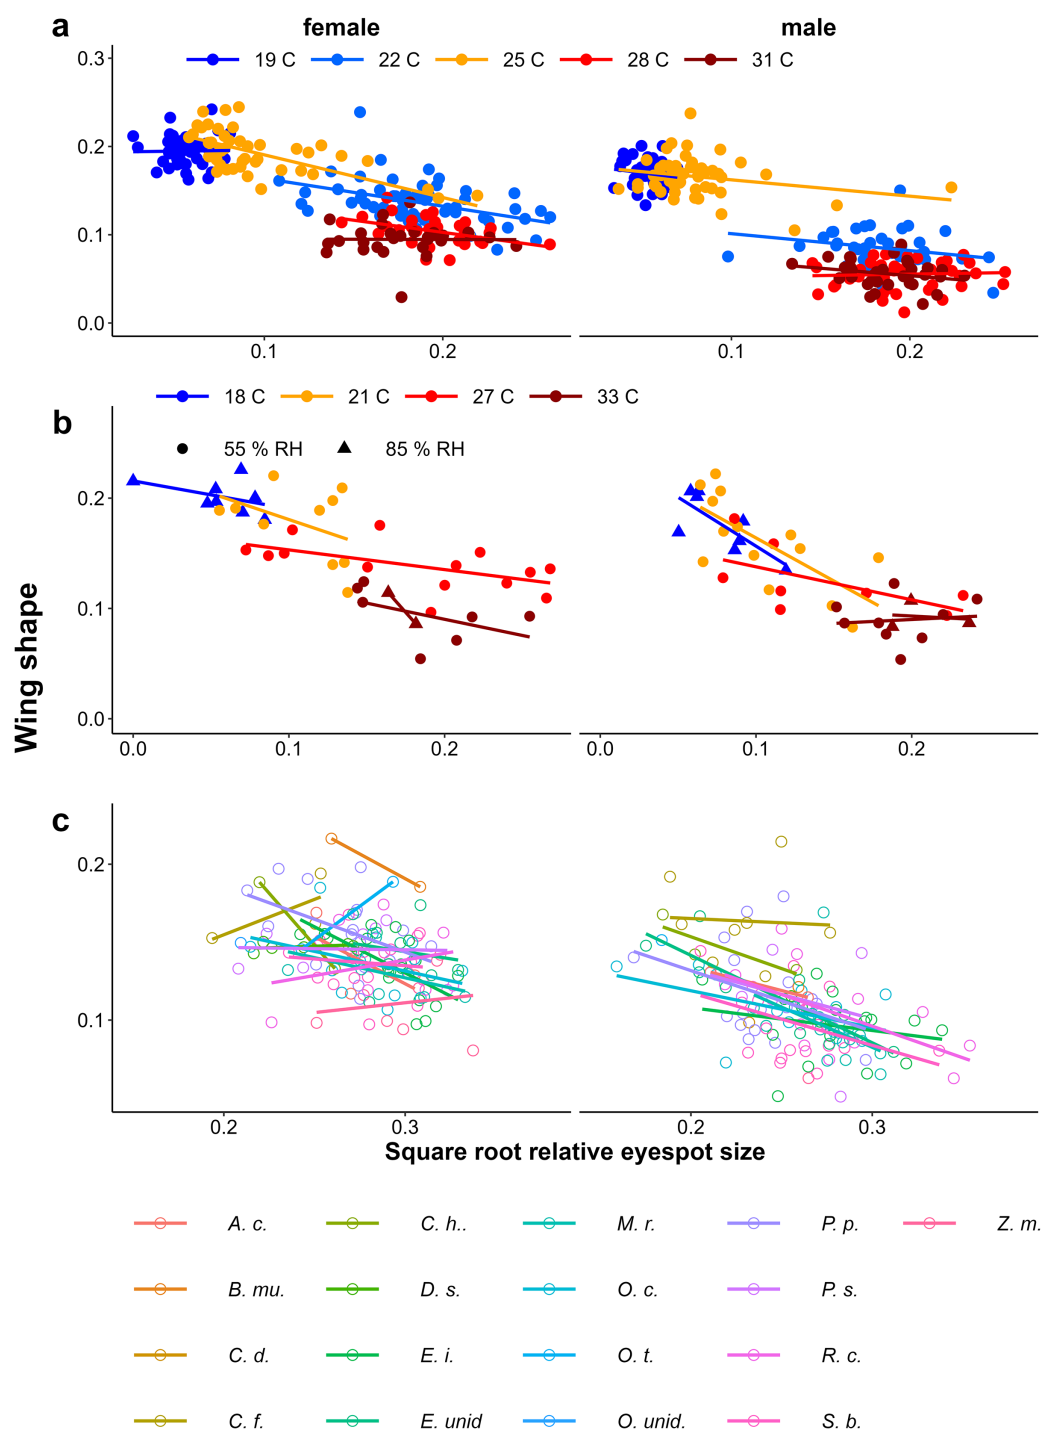 a
female
male
19 C 22 C 25 C 28 C 31 C
0.3
0.2
0.1
0.0
0.1 0.2 0.1 0.2
18 C 21 C 27 C 33 C
b
55 % RH 85 % RH
0.2
0.1
0.0
0.0 0.1 0.2 0.0 0.1 0.2
Wing shape
c
0.2
0.1
0.2 0.3 0.2 0.3
Square root relative eyespot size
A. c. C. h.. M. r. P. p. Z. m.
B. mu. D. s. O. c. P. s.
C. d. E. i. O. t. R. c.
C. f. E. unid O. unid. S. b.